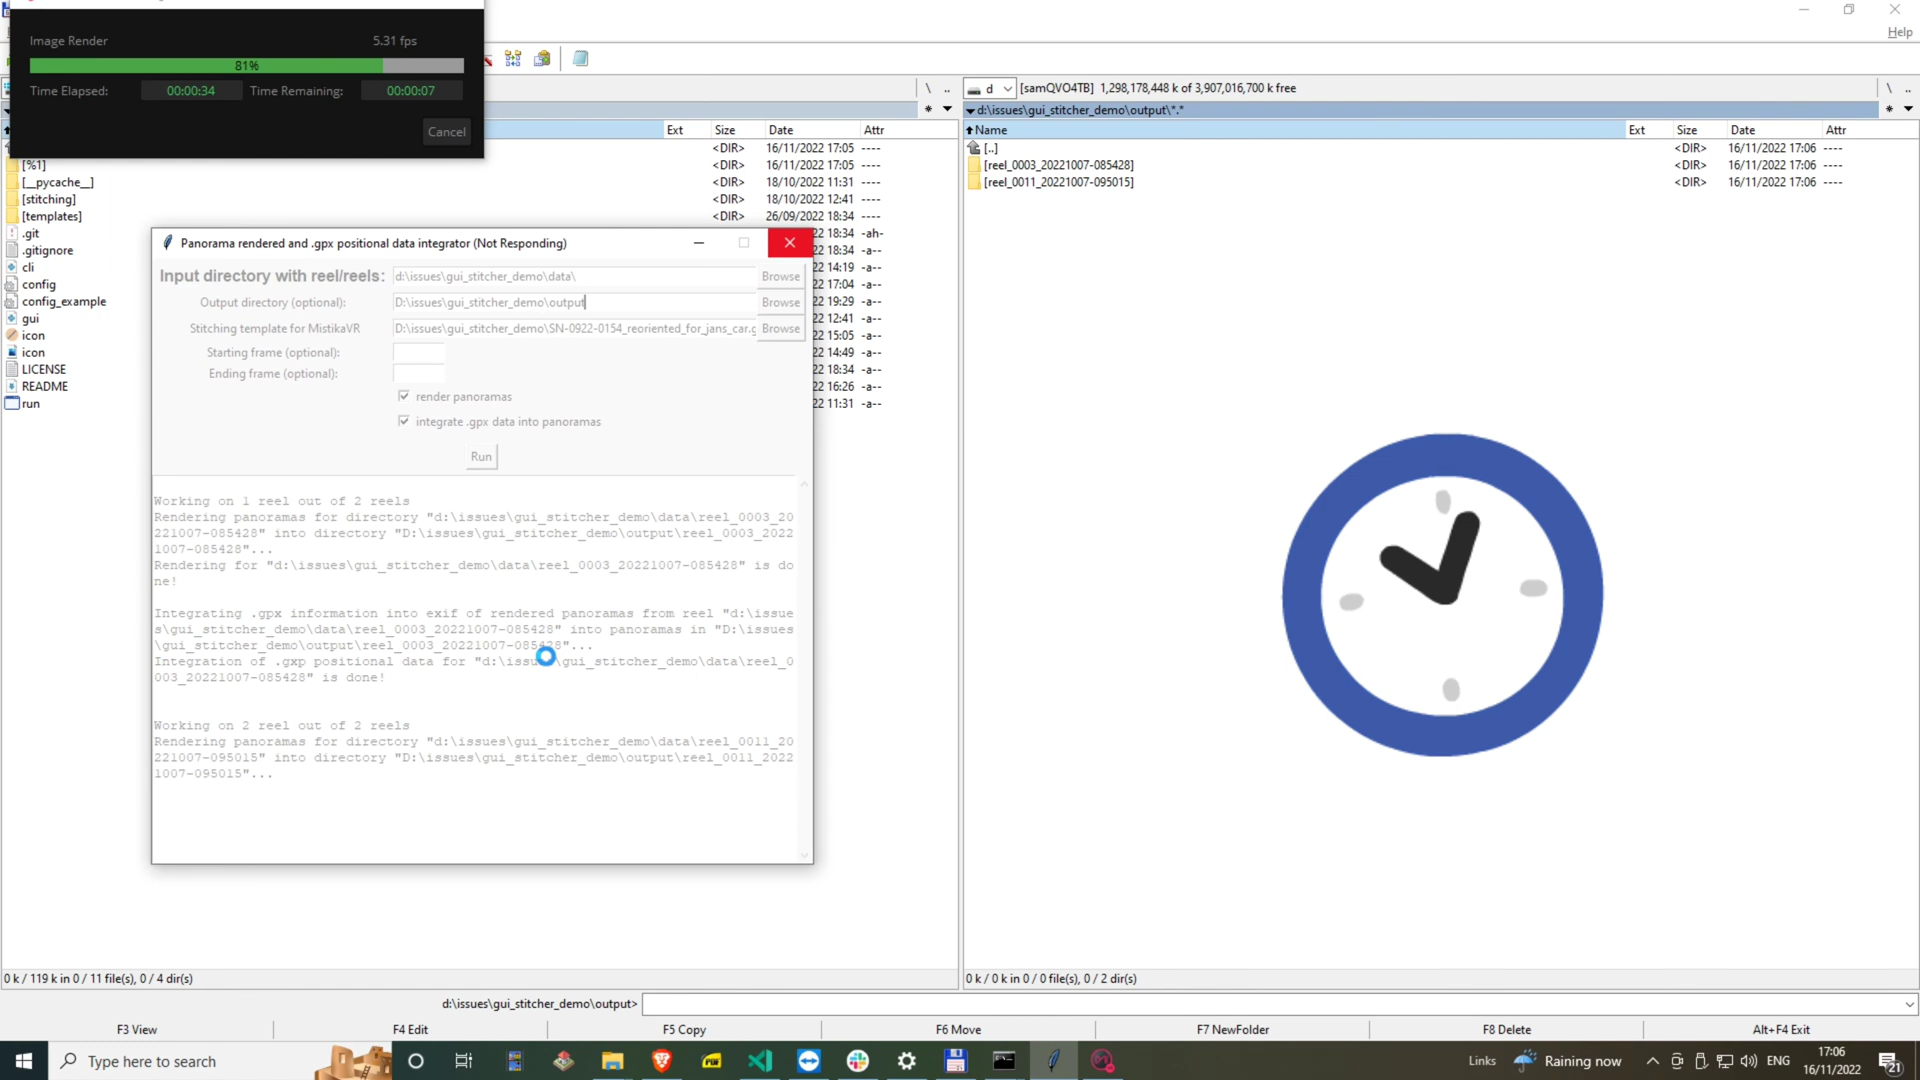 Image Render 5.31 fps
81%
Time Elapsed: 00:00:34 Time Remaining: 00:00:07
Cancel
Help
\ ..
d [samQVO4TB] 1,298,178,448 k of 3,907,016,700 k free \ ..
* ▾ d:\issues\gui_stitcher_demo\output\*.* * ▾
Ext Size Date Attr
Name Ext Size Date Attr
<DIR> 16/11/2022 17:05 ----
[..] <DIR> 16/11/2022 17:06 ----
[%1] <DIR> 16/11/2022 17:05 ----
[reel_0003_20221007-085428] <DIR> 16/11/2022 17:06 ----
[__pycache__] <DIR> 18/10/2022 11:31 ----
[reel_0011_20221007-095015] <DIR> 16/11/2022 17:06 ----
[stitching] <DIR> 18/10/2022 12:41 ----
[templates] <DIR> 26/09/2022 18:34 ----
.git 22 18:34 -ah-
.gitignore 22 18:34 -a--
cli 22 14:19 -a--
config 22 17:04 -a--
config_example 22 19:29 -a--
gui 22 12:41 -a--
icon 22 15:05 -a--
icon 22 14:49 -a--
LICENSE 22 18:34 -a--
README 22 16:26 -a--
run 22 11:31 -a--
Panorama rendered and .gpx positional data integrator (Not Responding)
Input directory with reel/reels: d:\issues\gui_stitcher_demo\data\ Browse
Output directory (optional): D:\issues\gui_stitcher_demo\output Browse
Stitching template for MistikaVR D:\issues\gui_stitcher_demo\SN-0922-0154_reoriented_for_jans_car.g Browse
Starting frame (optional):
Ending frame (optional):
render panoramas
integrate .gpx data into panoramas
Run
Working on 1 reel out of 2 reels
Rendering panoramas for directory "d:\issues\gui_stitcher_demo\data\reel_0003_20
221007-085428" into directory "D:\issues\gui_stitcher_demo\output\reel_0003_2022
1007-085428"...
Rendering for "d:\issues\gui_stitcher_demo\data\reel_0003_20221007-085428" is do
ne!
Integrating .gpx information into exif of rendered panoramas from reel "d:\issue
s\gui_stitcher_demo\data\reel_0003_20221007-085428" into panoramas in "D:\issues
\gui_stitcher_demo\output\reel_0003_20221007-085428"...
Integration of .gxp positional data for "d:\issues\gui_stitcher_demo\data\reel_0
003_20221007-085428" is done!
Working on 2 reel out of 2 reels
Rendering panoramas for directory "d:\issues\gui_stitcher_demo\data\reel_0011_20
221007-095015" into directory "D:\issues\gui_stitcher_demo\output\reel_0011_2022
1007-095015"...
0 k / 119 k in 0 / 11 file(s), 0 / 4 dir(s)
0 k / 0 k in 0 / 0 file(s), 0 / 2 dir(s)
d:\issues\gui_stitcher_demo\output>
F3 View F4 Edit F5 Copy F6 Move F7 NewFolder F8 Delete Alt+F4 Exit
Type here to search
Links Raining now ENG 17:06
16/11/2022 21